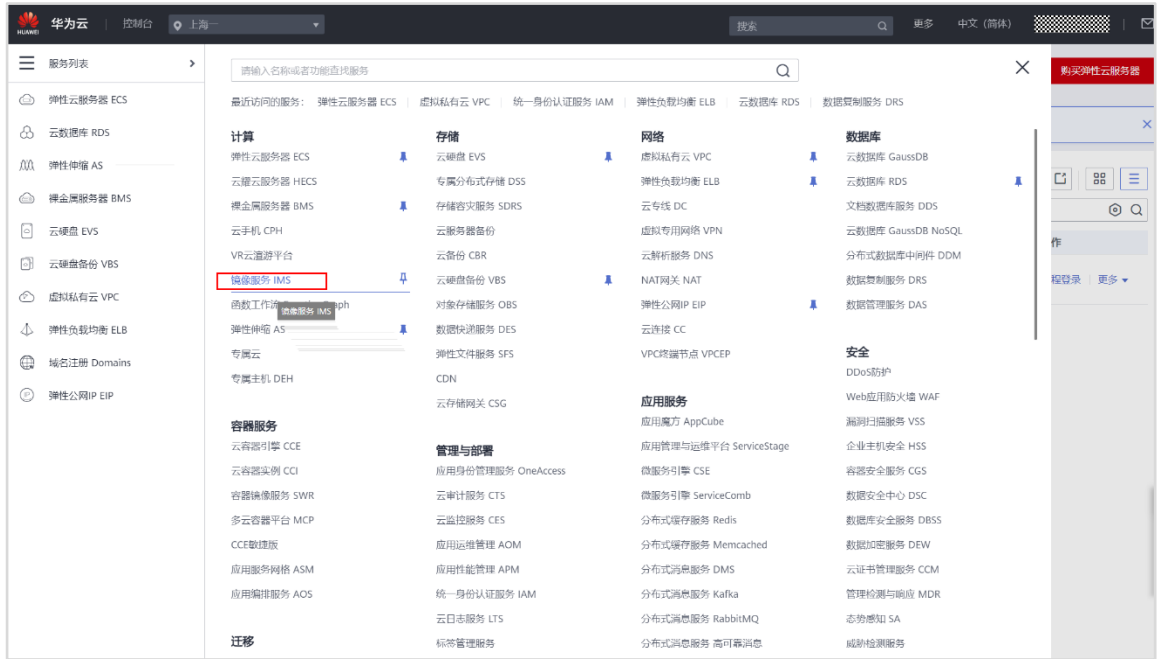 HUAWEI 华为云 控制台 上海一 搜索 更多 中文 (简体)
服务列表
弹性云服务器 ECS
云数据库 RDS
弹性伸缩 AS
裸金属服务器 BMS
云硬盘 EVS
云硬盘备份 VBS
虚拟私有云 VPC
弹性负载均衡 ELB
域名注册 Domains
弹性公网IP EIP
请输入名称或者功能查找服务
最近访问的服务: 弹性云服务器 ECS 虚拟私有云 VPC 统一身份认证服务 IAM 弹性负载均衡 ELB 云数据库 RDS 数据复制服务 DRS
计算
弹性云服务器 ECS
云耀云服务器 HECS
裸金属服务器 BMS
云手机 CPH
VR云渲游平台
镜像服务 IMS
函数工作流
aph
镜像服务 IMS
弹性伸缩 AS
专属云
专属主机 DEH
容器服务
云容器引擎 CCE
云容器实例 CCI
容器镜像服务 SWR
多云容器平台 MCP
CCE敏捷版
应用服务网格 ASM
应用编排服务 AOS
迁移
存储
云硬盘 EVS
专属分布式存储 DSS
存储容灾服务 SDRS
云服务器备份
云备份 CBR
云硬盘备份 VBS
对象存储服务 OBS
数据快递服务 DES
弹性文件服务 SFS
CDN
云存储网关 CSG
管理与部署
应用身份管理服务 OneAccess
云审计服务 CTS
云监控服务 CES
应用运维管理 AOM
应用性能管理 APM
统一身份认证服务 IAM
云日志服务 LTS
标签管理服务
网络
虚拟私有云 VPC
弹性负载均衡 ELB
云专线 DC
虚拟专用网络 VPN
云解析服务 DNS
NAT网关 NAT
弹性公网IP EIP
云连接 CC
VPC终端节点 VPCEP
应用服务
应用魔方 AppCube
应用管理与运维平台 ServiceStage
微服务引擎 CSE
微服务引擎 ServiceComb
分布式缓存服务 Redis
分布式缓存服务 Memcached
分布式消息服务 DMS
分布式消息服务 Kafka
分布式消息服务 RabbitMQ
分布式消息服务 高可靠消息
数据库
云数据库 GaussDB
云数据库 RDS
文档数据库服务 DDS
云数据库 GaussDB NoSQL
分布式数据库中间件 DDM
数据复制服务 DRS
数据管理服务 DAS
安全
DDoS防护
Web应用防火墙 WAF
漏洞扫描服务 VSS
企业主机安全 HSS
容器安全服务 CGS
数据安全中心 DSC
数据库安全服务 DBSS
数据加密服务 DEW
云证书管理服务 CCM
管理检测与响应 MDR
态势感知 SA
威胁检测服务
购买弹性云服务器
作
程登录 更多